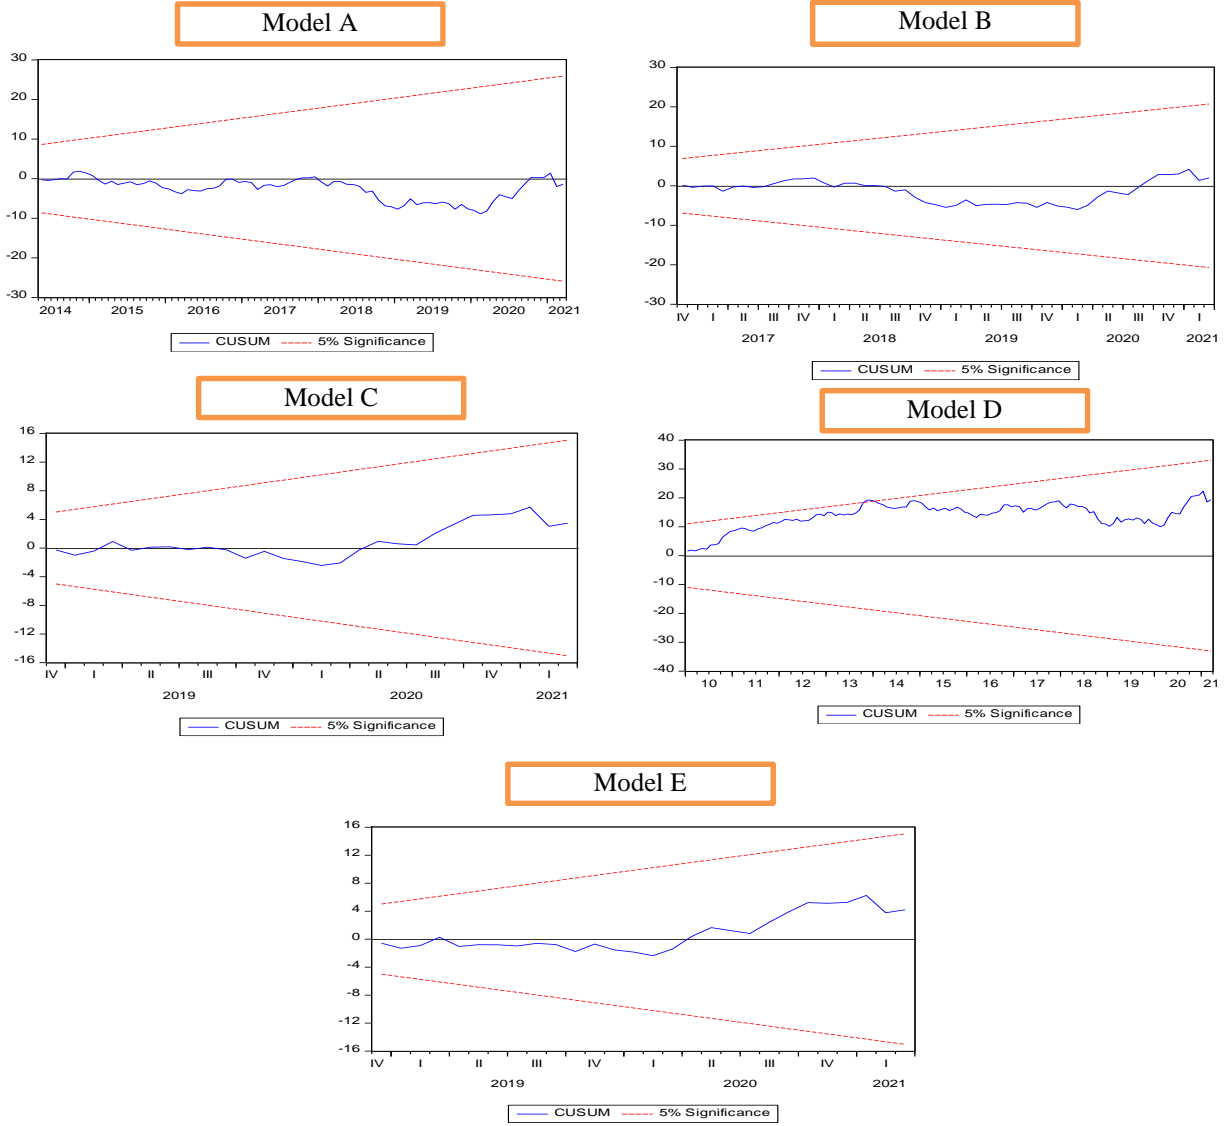 Model A
30
20
10
0
-10
-20
-30
2014 2015 2016 2017 2018 2019 2020 2021
CUSUM 5% Significance
Model B
30
20
10
0
-10
-20
-30
IV I II III IV I II III IV I II III IV I II III IV I
2017 2018 2019 2020 2021
CUSUM 5% Significance
Model C
16
12
8
4
0
-4
-8
-12
-16
IV I II III IV I II III IV I
2019 2020 2021
CUSUM 5% Significance
Model D
40
30
20
10
0
-10
-20
-30
-40
10 11 12 13 14 15 16 17 18 19 20 21
CUSUM 5% Significance
Model E
16
12
8
4
0
-4
-8
-12
-16
IV I II III IV I II III IV I
2019 2020 2021
CUSUM 5% Significance